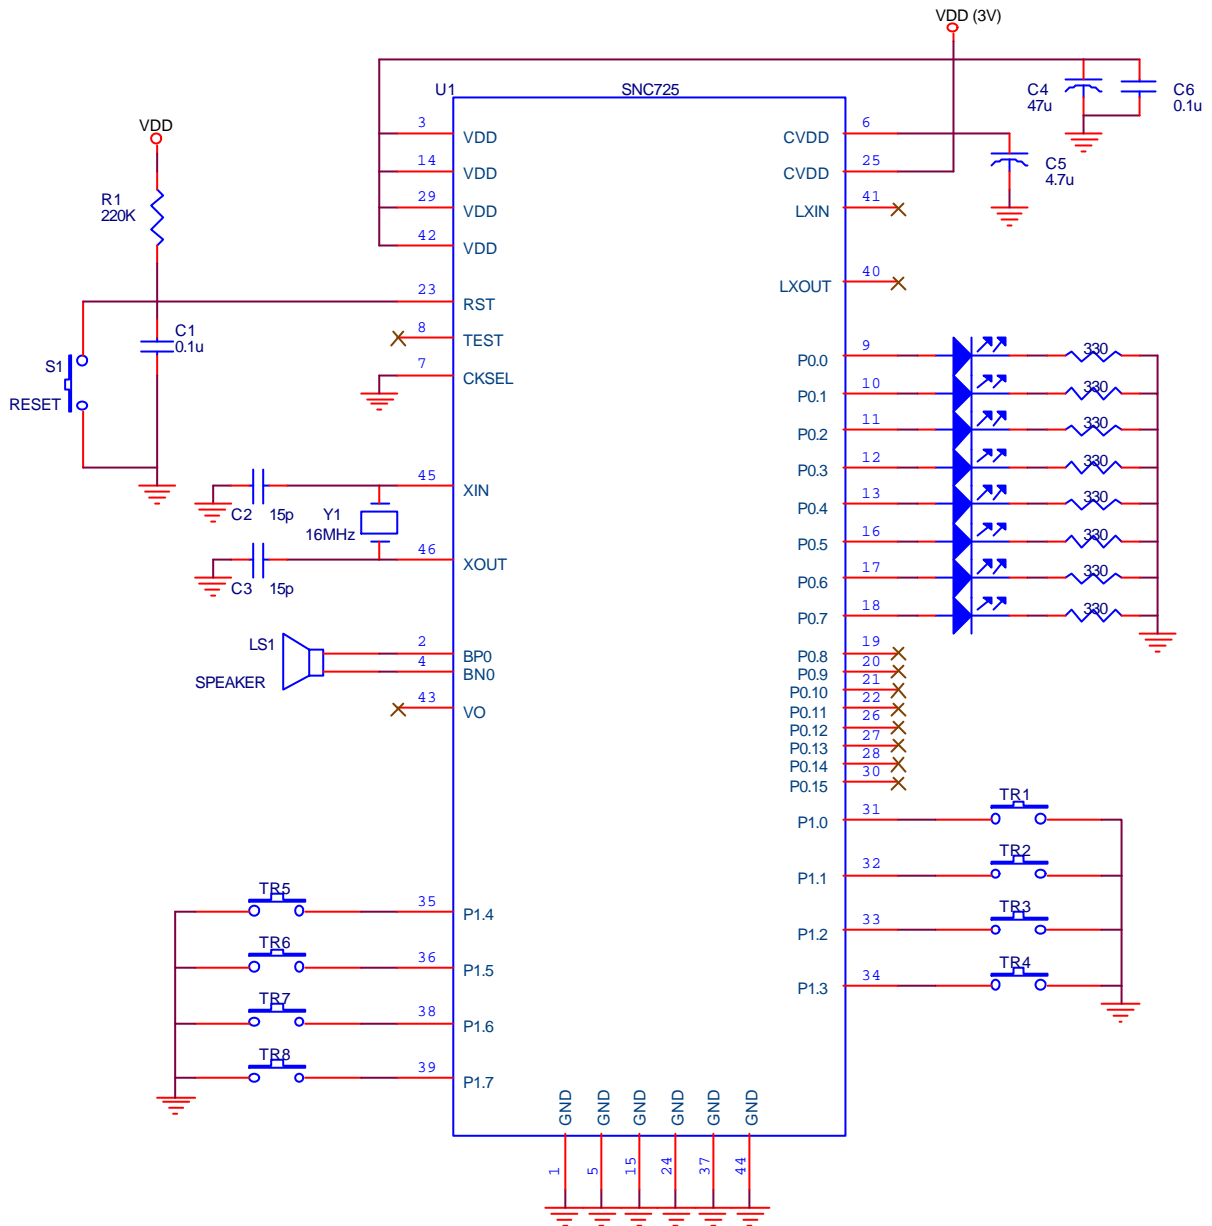 VDD (3V)
U1
SNC725
C4
47u
C6
0.1u
VDD
R1
220K
3
VDD
14
VDD
29
VDD
42
VDD
23
RST
8
TEST
7
CKSEL
C1
0.1u
S1
RESET
45
XIN
C2
15p
Y1
16MHz
46
XOUT
C3
15p
LS1
SPEAKER
2
BP0
4
BN0
43
VO
TR5
35
P1.4
TR6
36
P1.5
TR7
38
P1.6
TR8
39
P1.7
6
CVDD
25
CVDD
C5
4.7u
41
LXIN
40
LXOUT
9
P0.0
330
10
P0.1
330
11
P0.2
330
12
P0.3
330
13
P0.4
330
16
P0.5
330
17
P0.6
330
18
P0.7
330
19
P0.8
20
P0.9
21
P0.10
22
P0.11
26
P0.12
27
P0.13
28
P0.14
30
P0.15
31
P1.0
TR1
32
P1.1
TR2
33
P1.2
TR3
34
P1.3
TR4
GND
GND
GND
GND
GND
GND
1
5
15
24
37
44